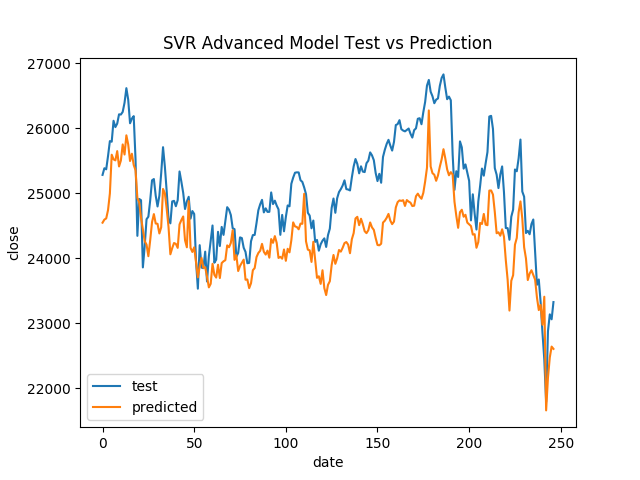 SVR Advanced Model Test vs Prediction
27000
26000
25000
24000
23000
22000
close
test
predicted
0 50 100 150 200 250
date